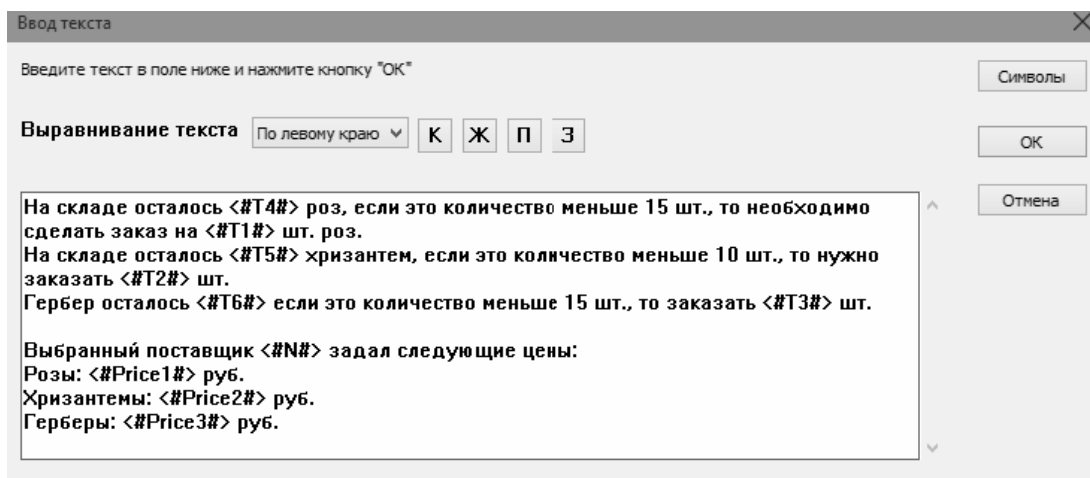 Ввод текста
Введите текст в поле ниже и нажмите кнопку "ОК"
Символы
Выравнивание текста По левому краю К Ж П З
ОК
Отмена
На складе осталось <#T4#> роз, если это количество меньше 15 шт., то необходимо
сделать заказ на <#T1#> шт. роз.
На складе осталось <#T5#> хризантем, если это количество меньше 10 шт., то нужно
заказать <#T2#> шт.
Гербер осталось <#T6#> если это количество меньше 15 шт., то заказать <#T3#> шт.
Выбранный поставщик <#N#> задал следующие цены:
Розы: <#Price1#> руб.
Хризантемы: <#Price2#> руб.
Герберы: <#Price3#> руб.